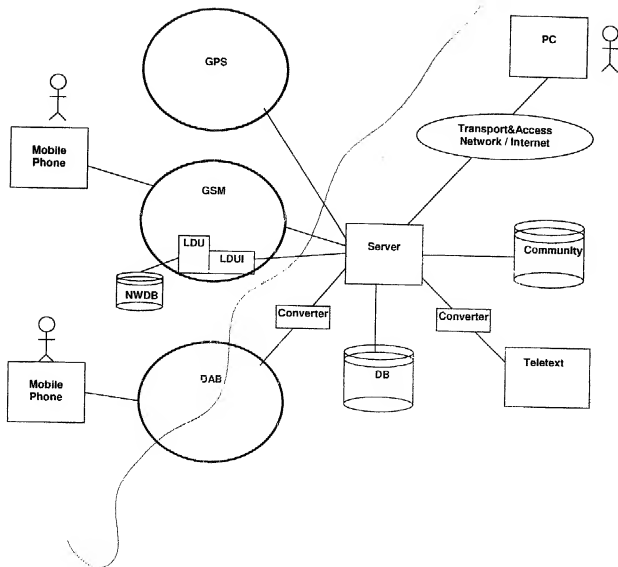 GPS
PC
Transport&Access
Network / Internet
Mobile
Phone
GSM
LDU
LDUI
NWDB
Server
Community
Converter
Converter
DAB
DB
Teletext
Mobile
Phone